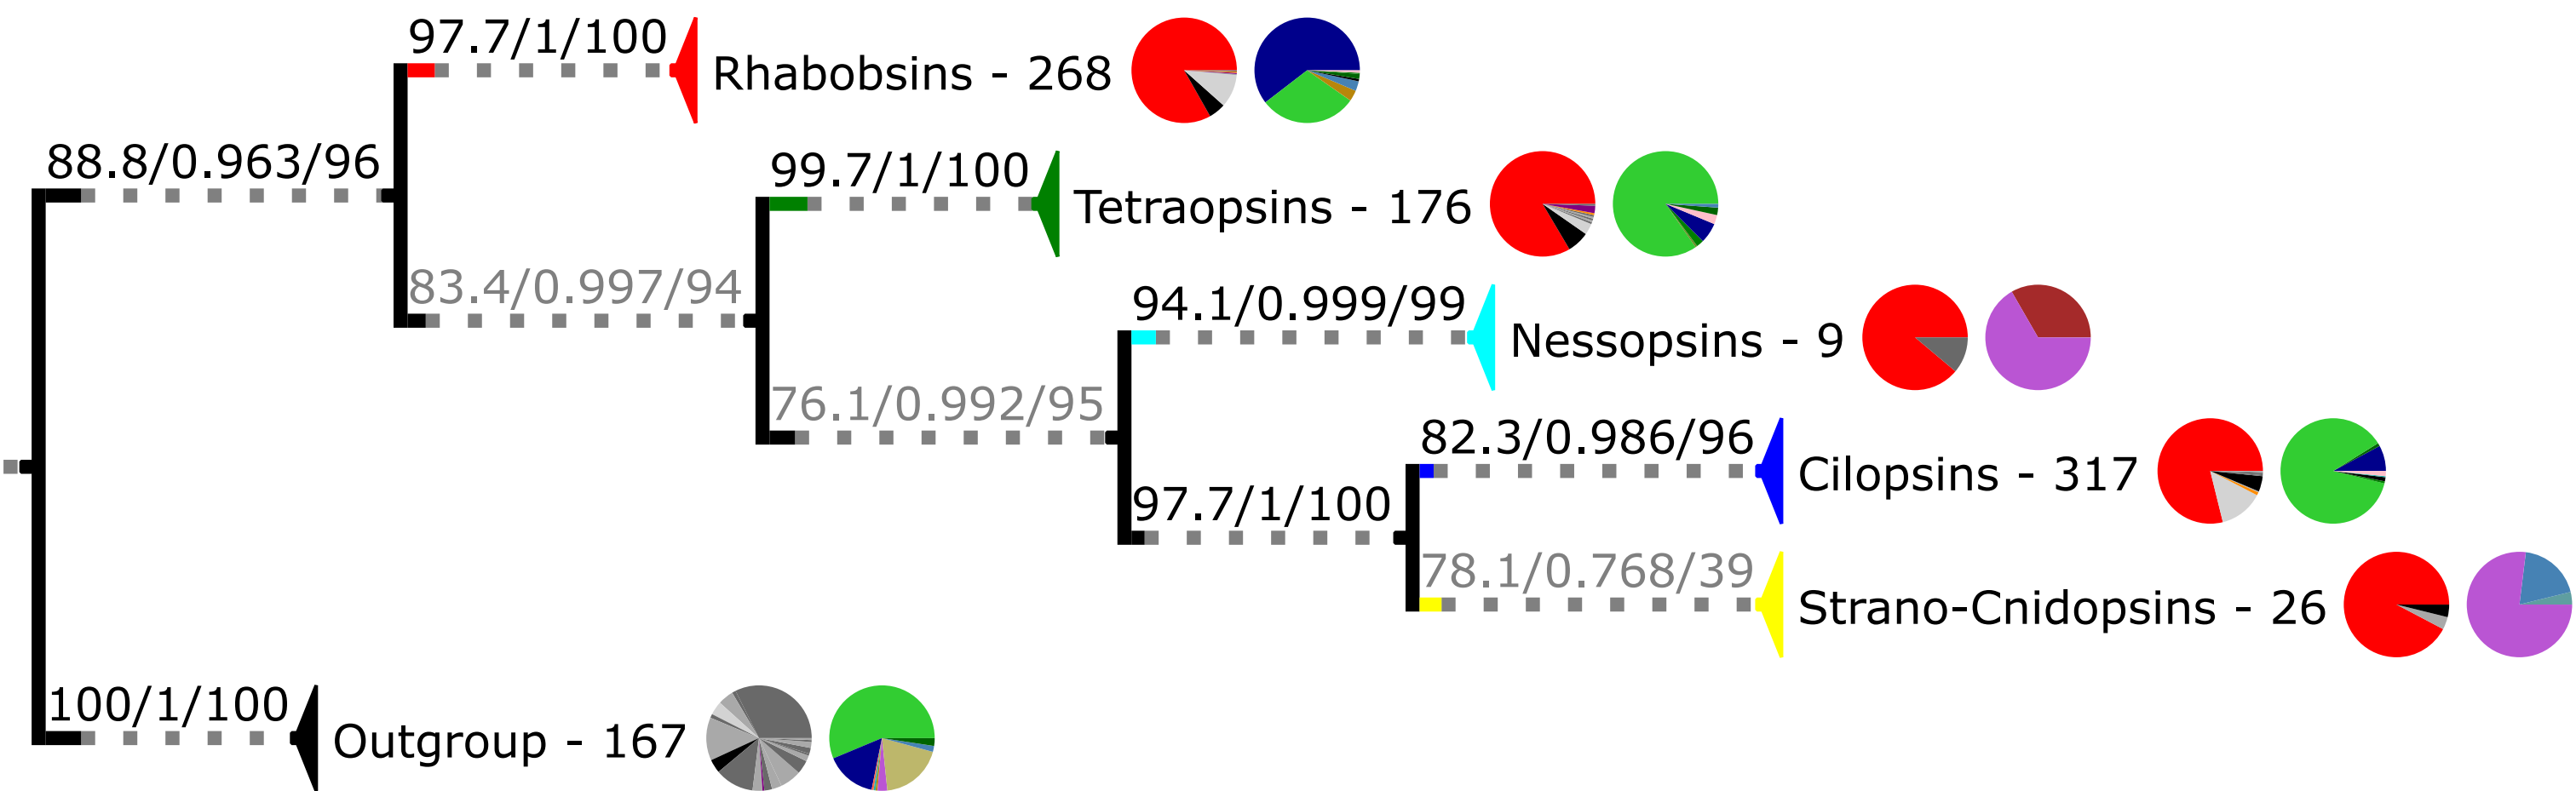 97.7/1/100
Rhabobsins - 268
88.8/0.963/96
99.7/1/100
Tetraopsins - 176
83.4/0.997/94
94.1/0.999/99
Nessopsins - 9
76.1/0.992/95
82.3/0.986/96
Cilopsins - 317
97.7/1/100
78.1/0.768/39
Strano-Cnidopsins - 26
100/1/100
Outgroup - 167